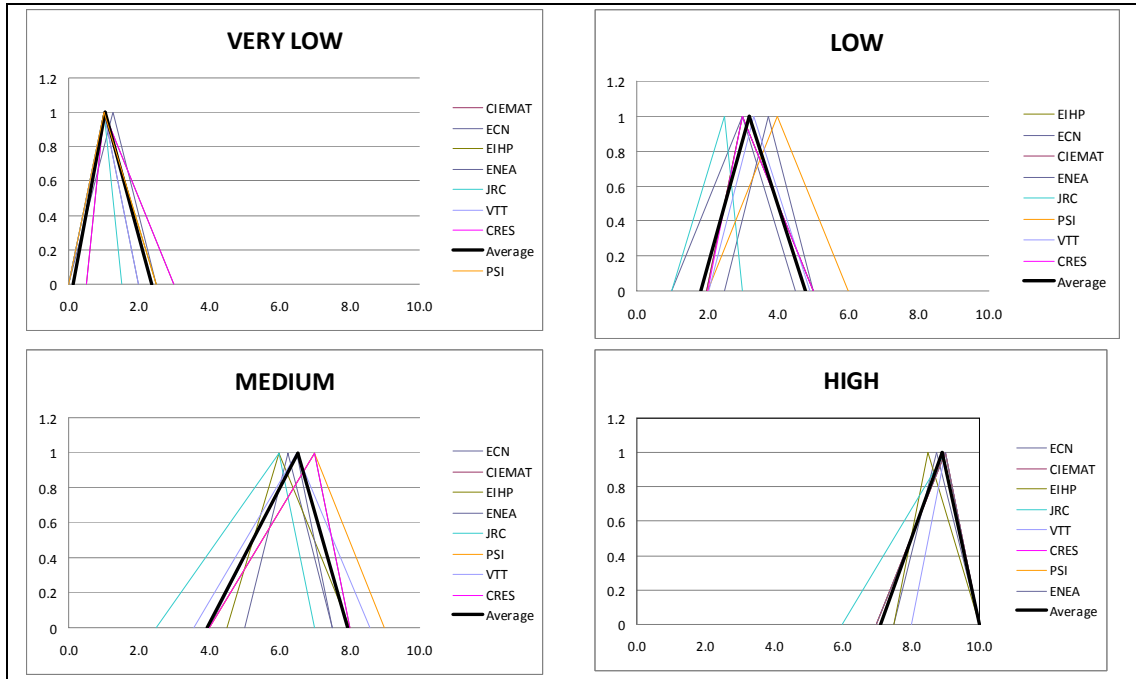 VERY LOW
1.2
1
0.8
0.6
0.4
0.2
0
0.0 2.0 4.0 6.0 8.0 10.0
CIEMAT
ECN
EIHP
ENEA
JRC
VTT
CRES
Average
PSI
LOW
1.2
1
0.8
0.6
0.4
0.2
0
0.0 2.0 4.0 6.0 8.0 10.0
EIHP
ECN
CIEMAT
ENEA
JRC
PSI
VTT
CRES
Average
MEDIUM
1.2
1
0.8
0.6
0.4
0.2
0
0.0 2.0 4.0 6.0 8.0 10.0
ECN
CIEMAT
EIHP
ENEA
JRC
PSI
VTT
CRES
Average
HIGH
1.2
1
0.8
0.6
0.4
0.2
0
0.0 2.0 4.0 6.0 8.0 10.0
ECN
CIEMAT
EIHP
JRC
VTT
CRES
PSI
ENEA
Average